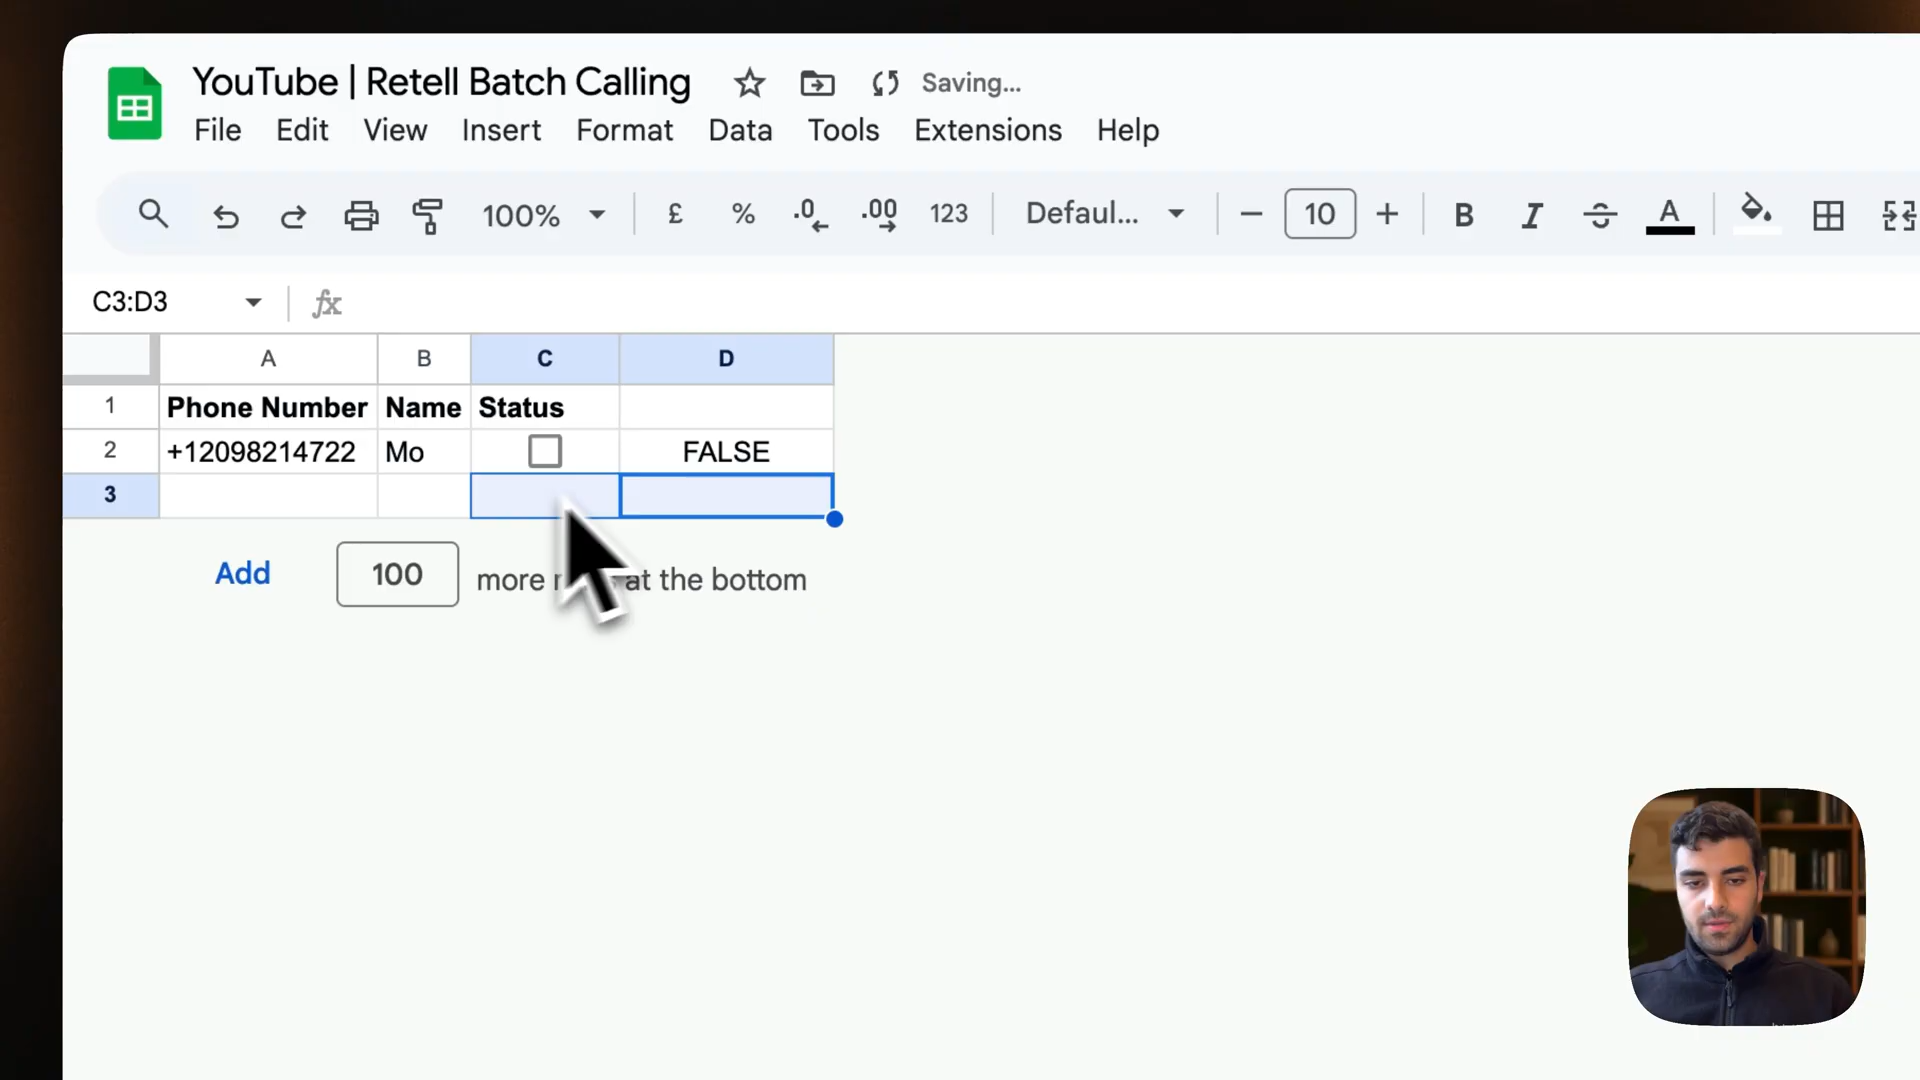 YouTube | Retell Batch Calling Saving...
File Edit View Insert Format Data Tools Extensions Help
100% £ % .0 .00 123 Defaul... 10 B I S A
C3:D3 fx
A B C D
1 Phone Number Name Status
2 +12098214722 Mo FALSE
3
Add 100 more at the bottom